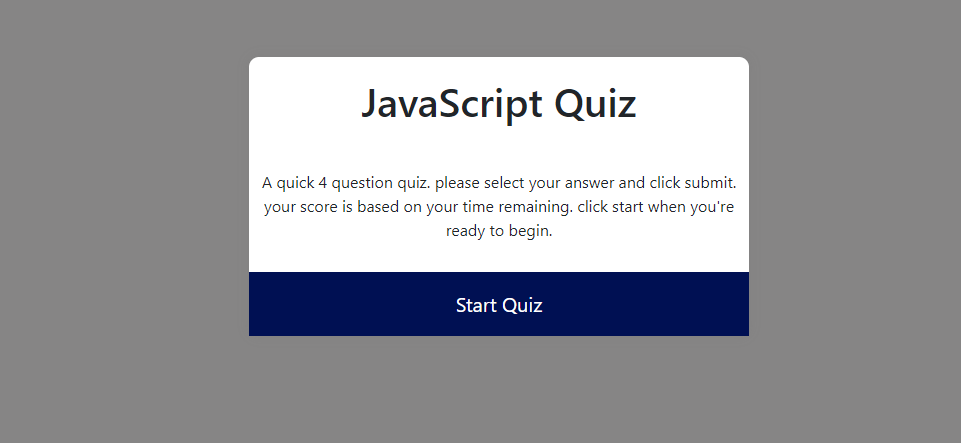 JavaScript Quiz
A quick 4 question quiz. please select your answer and click submit.
your score is based on your time remaining. click start when you're
ready to begin.
Start Quiz